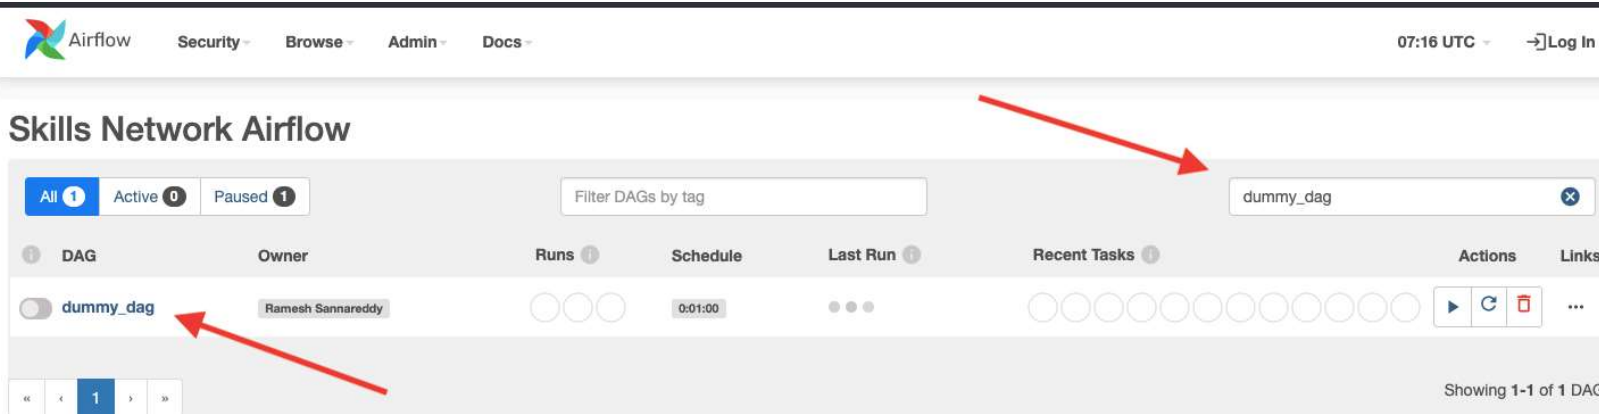 Airflow Security Browse Admin Docs 07:16 UTC Log In
Skills Network Airflow
All 1 Active 0 Paused 1 Filter DAGs by tag dummy_dag
DAG Owner Runs Schedule Last Run Recent Tasks Actions Links
dummy_dag Ramesh Sannareddy 0:01:00
« ‹ 1 › » Showing 1-1 of 1 DAG